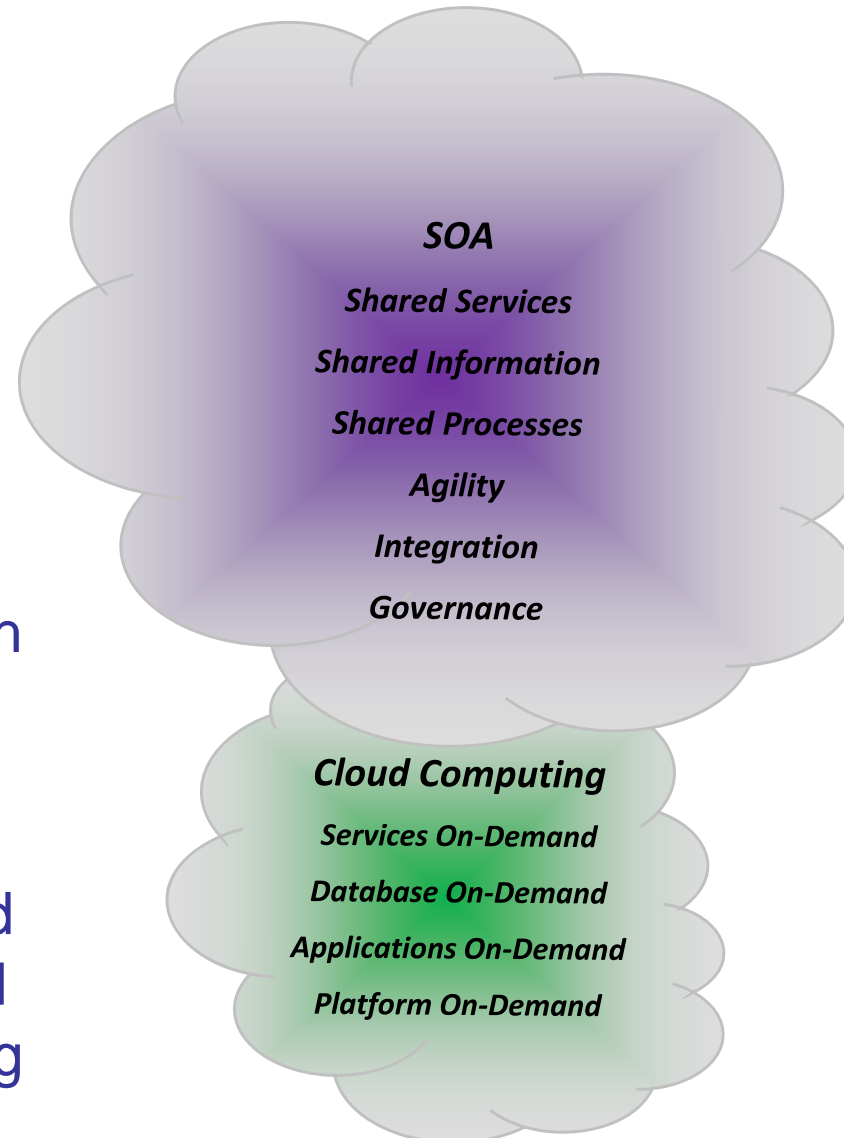 SOA
Shared Services
Shared Information
Shared Processes
Agility
Integration
Governance
Cloud Computing
Services On-Demand
Database On-Demand
Applications On-Demand
Platform On-Demand